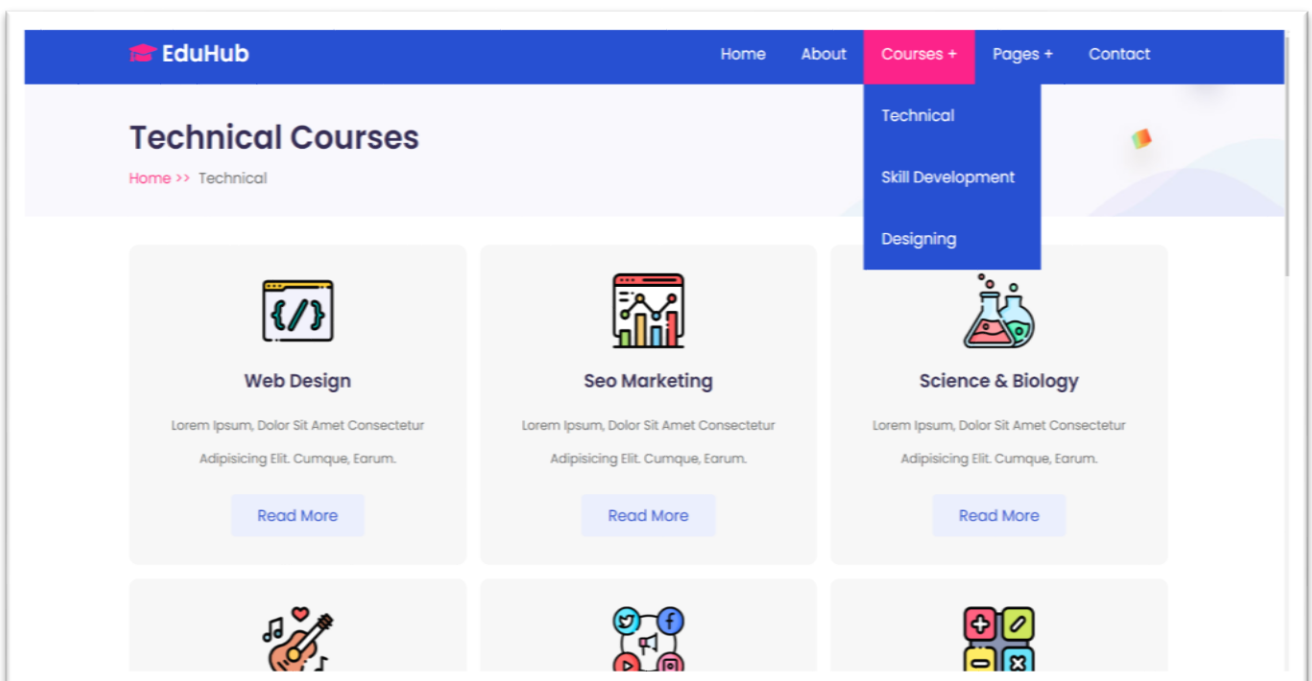 EduHub
Home About Courses + Pages + Contact
Technical
Skill Development
Designing
Technical Courses
Home >> Technical
Web Design
Lorem Ipsum, Dolor Sit Amet Consectetur
Adipisicing Elit. Cumque, Earum.
Read More
Seo Marketing
Lorem Ipsum, Dolor Sit Amet Consectetur
Adipisicing Elit. Cumque, Earum.
Read More
Science & Biology
Lorem Ipsum, Dolor Sit Amet Consectetur
Adipisicing Elit. Cumque, Earum.
Read More